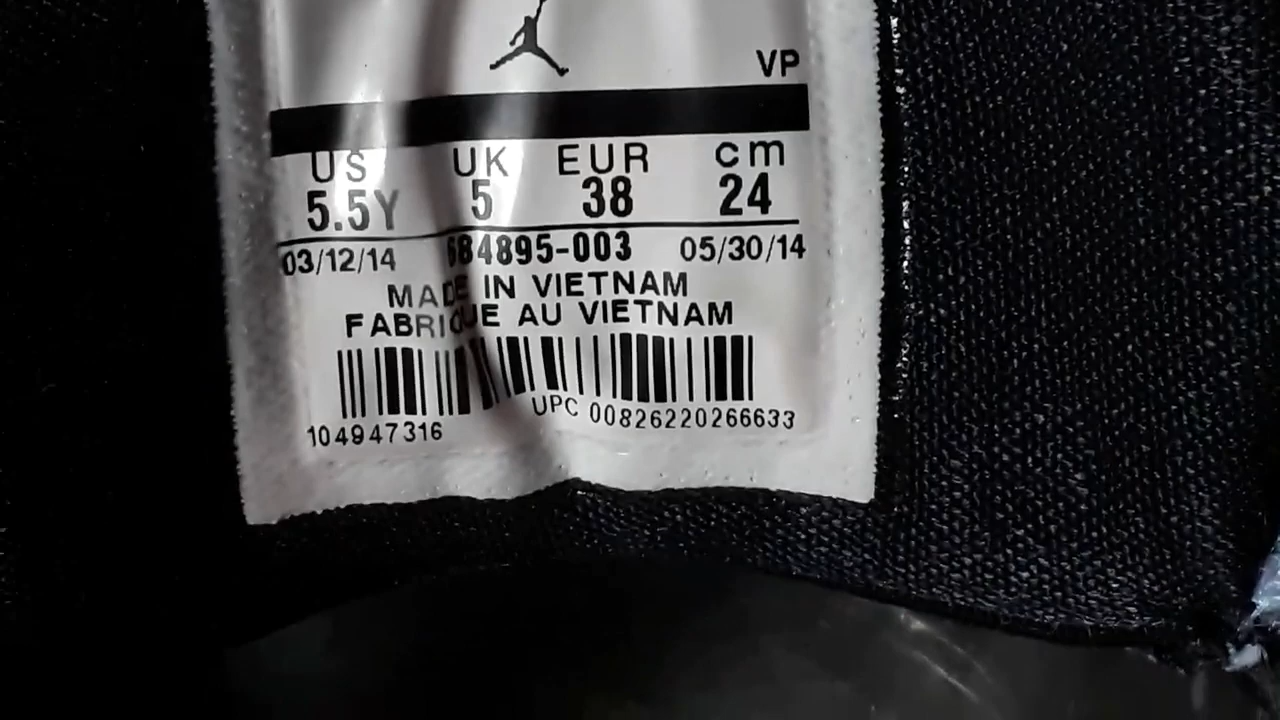 VP
US UK EUR cm
5.5Y 5 38 24
03/12/14 684895-003 05/30/14
MADE IN VIETNAM
FABRIQUE AU VIETNAM
UPC 00826220266633
104947316